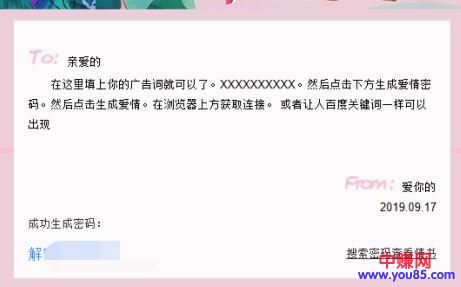 To: 亲爱的
在这里填上你的广告词就可以了。XXXXXXXXXX。然后点击下方生成爱情密
码。然后点击生成爱情。在浏览器上方获取连接。 或者让人百度关键词一样可以
出现
From: 爱你的
2019.09.17
成功生成密码:
解
搜索密码查看情书
中赚网
www.you85.com